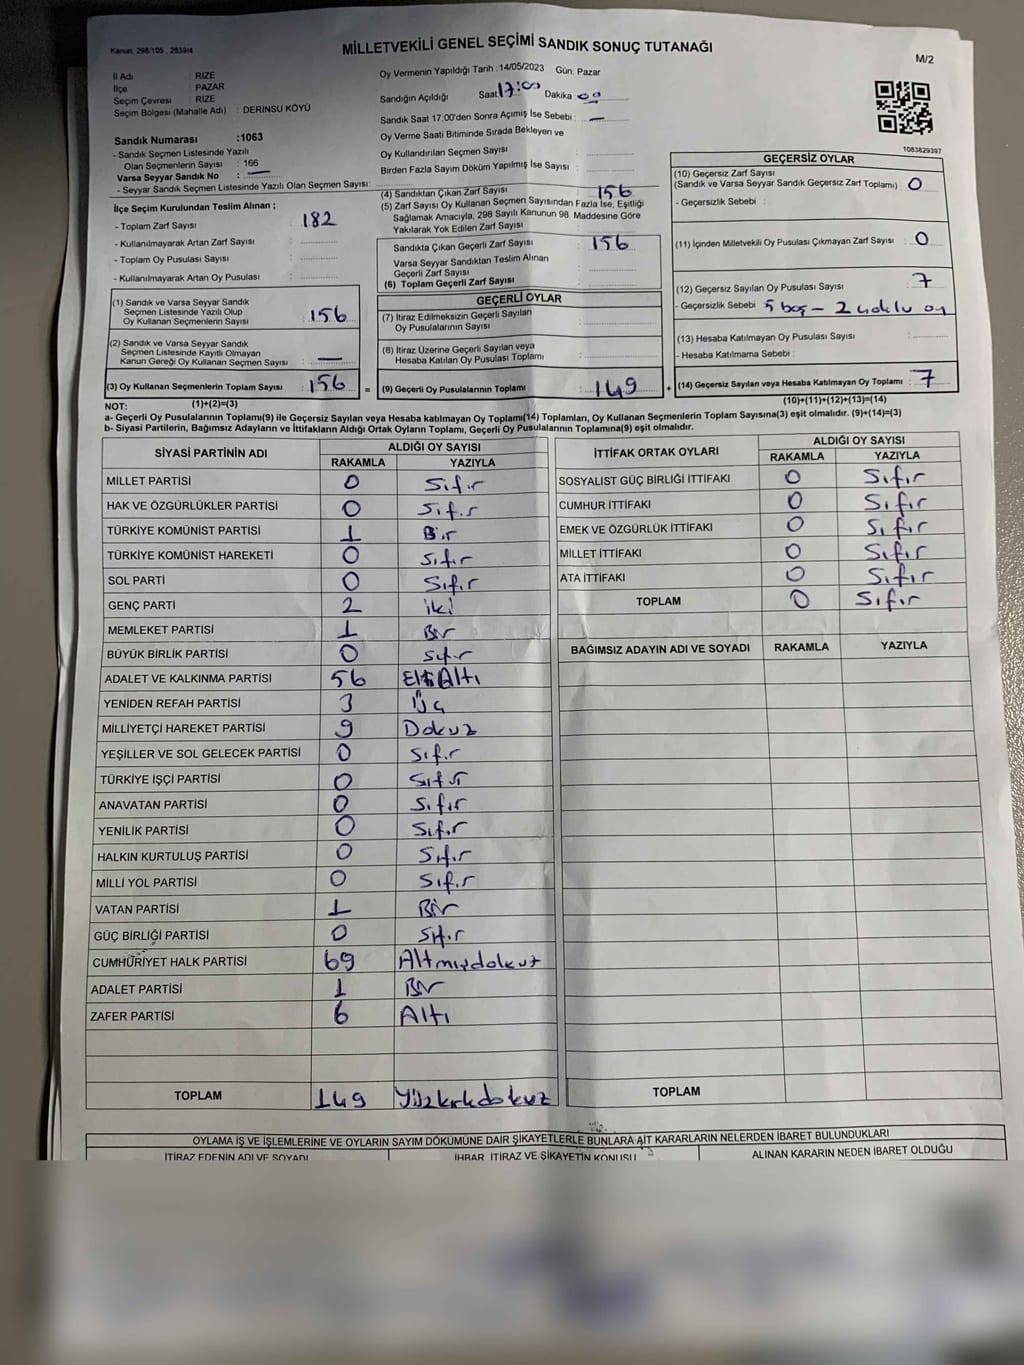 Kanun, 298/105 , 2839/4
MİLLETVEKİLİ GENEL SEÇİMİ SANDIK SONUÇ TUTANAĞI
M/2
İl Adı : RİZE
İlçe : PAZAR
Seçim Çevresi : RİZE
Seçim Bölgesi (Mahalle Adı) : DERİNSU KÖYÜ
Sandık Numarası :1063
- Sandık Seçmen Listesinde Yazılı
Olan Seçmenlerin Sayısı : 166
Varsa Seyyar Sandık No : —
- Seyyar Sandık Seçmen Listesinde Yazılı Olan Seçmen Sayısı:
İlçe Seçim Kurulundan Teslim Alınan ;
- Toplam Zarf Sayısı : 182
- Kullanılmayarak Artan Zarf Sayısı :
- Toplam Oy Pusulası Sayısı :
- Kullanılmayarak Artan Oy Pusulası :
(1) Sandık ve Varsa Seyyar Sandık
Seçmen Listesinde Yazılı Olup
Oy Kullanan Seçmenlerin Sayısı : 156
(2) Sandık ve Varsa Seyyar Sandık
Seçmen Listesinde Kayıtlı Olmayan
Kanun Gereği Oy Kullanan Seçmen Sayısı : —
(3) Oy Kullanan Seçmenlerin Toplam Sayısı : 156 =
(1)+(2)=(3)
Oy Vermenin Yapıldığı Tarih :14/05/2023 Gün: Pazar
Sandığın Açıldığı Saat 17:00 Dakika 00
Sandık Saat 17.00'den Sonra Açımış İse Sebebi : —
Oy Verme Saati Bitiminde Sırada Bekleyen ve
Oy Kullandırılan Seçmen Sayısı :
Birden Fazla Sayım Döküm Yapılmış İse Sayısı :
(4) Sandıktan Çıkan Zarf Sayısı : 156
(5) Zarf Sayısı Oy Kullanan Seçmen Sayısından Fazla İse, Eşitliği
Sağlamak Amacıyla, 298 Sayılı Kanunun 98. Maddesine Göre
Yakılarak Yok Edilen Zarf Sayısı :
Sandıkta Çıkan Geçerli Zarf Sayısı : 156
Varsa Seyyar Sandıktan Teslim Alınan
Geçerli Zarf Sayısı :
(6) Toplam Geçerli Zarf Sayısı :
GEÇERLİ OYLAR
(7) İtiraz Edilmeksizin Geçerli Sayılan
Oy Pusulalarının Sayısı :
(8) İtiraz Üzerine Geçerli Sayılan veya
Hesaba Katılan Oy Pusulası Toplamı :
(9) Geçerli Oy Pusulalarının Toplamı : 149 +
1083829397
GEÇERSİZ OYLAR
(10) Geçersiz Zarf Sayısı
(Sandık ve Varsa Seyyar Sandık Geçersiz Zarf Toplamı) : 0
- Geçersizlik Sebebi :
(11) İçinden Milletvekili Oy Pusulası Çıkmayan Zarf Sayısı : 0
(12) Geçersiz Sayılan Oy Pusulası Sayısı : 7
- Geçersizlik Sebebi : 5 boş – 2 oy
(13) Hesaba Katılmayan Oy Pusulası Sayısı :
- Hesaba Katılmama Sebebi :
(14) Geçersiz Sayılan veya Hesaba Katılmayan Oy Toplamı : 7
(10)+(11)+(12)+(13)=(14)
NOT:
a- Geçerli Oy Pusulalarının Toplamı(9) ile Geçersiz Sayılan veya Hesaba katılmayan Oy Toplamı(14) Toplamları, Oy Kullanan Seçmenlerin Toplam Sayısına(3) eşit olmalıdır. (9)+(14)=(3)
b- Siyasi Partilerin, Bağımsız Adayların ve İttifakların Aldığı Ortak Oyların Toplamı, Geçerli Oy Pusulalarının Toplamına(9) eşit olmalıdır.
SİYASİ PARTİNİN ADI ALDIĞI OY SAYISI
RAKAMLA YAZIYLA
MİLLET PARTİSİ 0 Sıfır
HAK VE ÖZGÜRLÜKLER PARTİSİ 0 Sıfır
TÜRKİYE KOMÜNİST PARTİSİ 1 Bir
TÜRKİYE KOMÜNİST HAREKETİ 0 Sıfır
SOL PARTİ 0 Sıfır
GENÇ PARTİ 2 iki
MEMLEKET PARTİSİ 1 Bir
BÜYÜK BİRLİK PARTİSİ 0 Sıfır
ADALET VE KALKINMA PARTİSİ 56 Elli Altı
YENİDEN REFAH PARTİSİ 3 Üç
MİLLİYETÇİ HAREKET PARTİSİ 9 Dokuz
YEŞİLLER VE SOL GELECEK PARTİSİ 0 Sıfır
TÜRKİYE İŞÇİ PARTİSİ 0 Sıfır
ANAVATAN PARTİSİ 0 Sıfır
YENİLİK PARTİSİ 0 Sıfır
HALKIN KURTULUŞ PARTİSİ 0 Sıfır
MİLLİ YOL PARTİSİ 0 Sıfır
VATAN PARTİSİ 1 Bir
GÜÇ BİRLİĞİ PARTİSİ 0 Sıfır
CUMHURİYET HALK PARTİSİ 69 Altmışdokuz
ADALET PARTİSİ 1 Bir
ZAFER PARTİSİ 6 Altı
TOPLAM 149 Yüzkırkdokuz
İTTİFAK ORTAK OYLARI ALDIĞI OY SAYISI
RAKAMLA YAZIYLA
SOSYALIST GÜÇ BİRLİĞİ İTTİFAKI 0 Sıfır
CUMHUR İTTİFAKI 0 Sıfır
EMEK VE ÖZGÜRLÜK İTTİFAKI 0 Sıfır
MİLLET İTTİFAKI 0 Sıfır
ATA İTTİFAKI 0 Sıfır
TOPLAM 0 Sıfır
BAĞIMSIZ ADAYIN ADI VE SOYADI RAKAMLA YAZIYLA
TOPLAM
OYLAMA İŞ VE İŞLEMLERİNE VE OYLARIN SAYIM DÖKÜMÜNE DAİR ŞİKAYETLERLE BUNLARA AİT KARARLARIN NELERDEN İBARET BULUNDUKLARI
İTİRAZ EDENİN ADI VE SOYADI İHBAR, İTİRAZ VE ŞİKAYETİN KONUSU ALINAN KARARIN NEDEN İBARET OLDUĞU